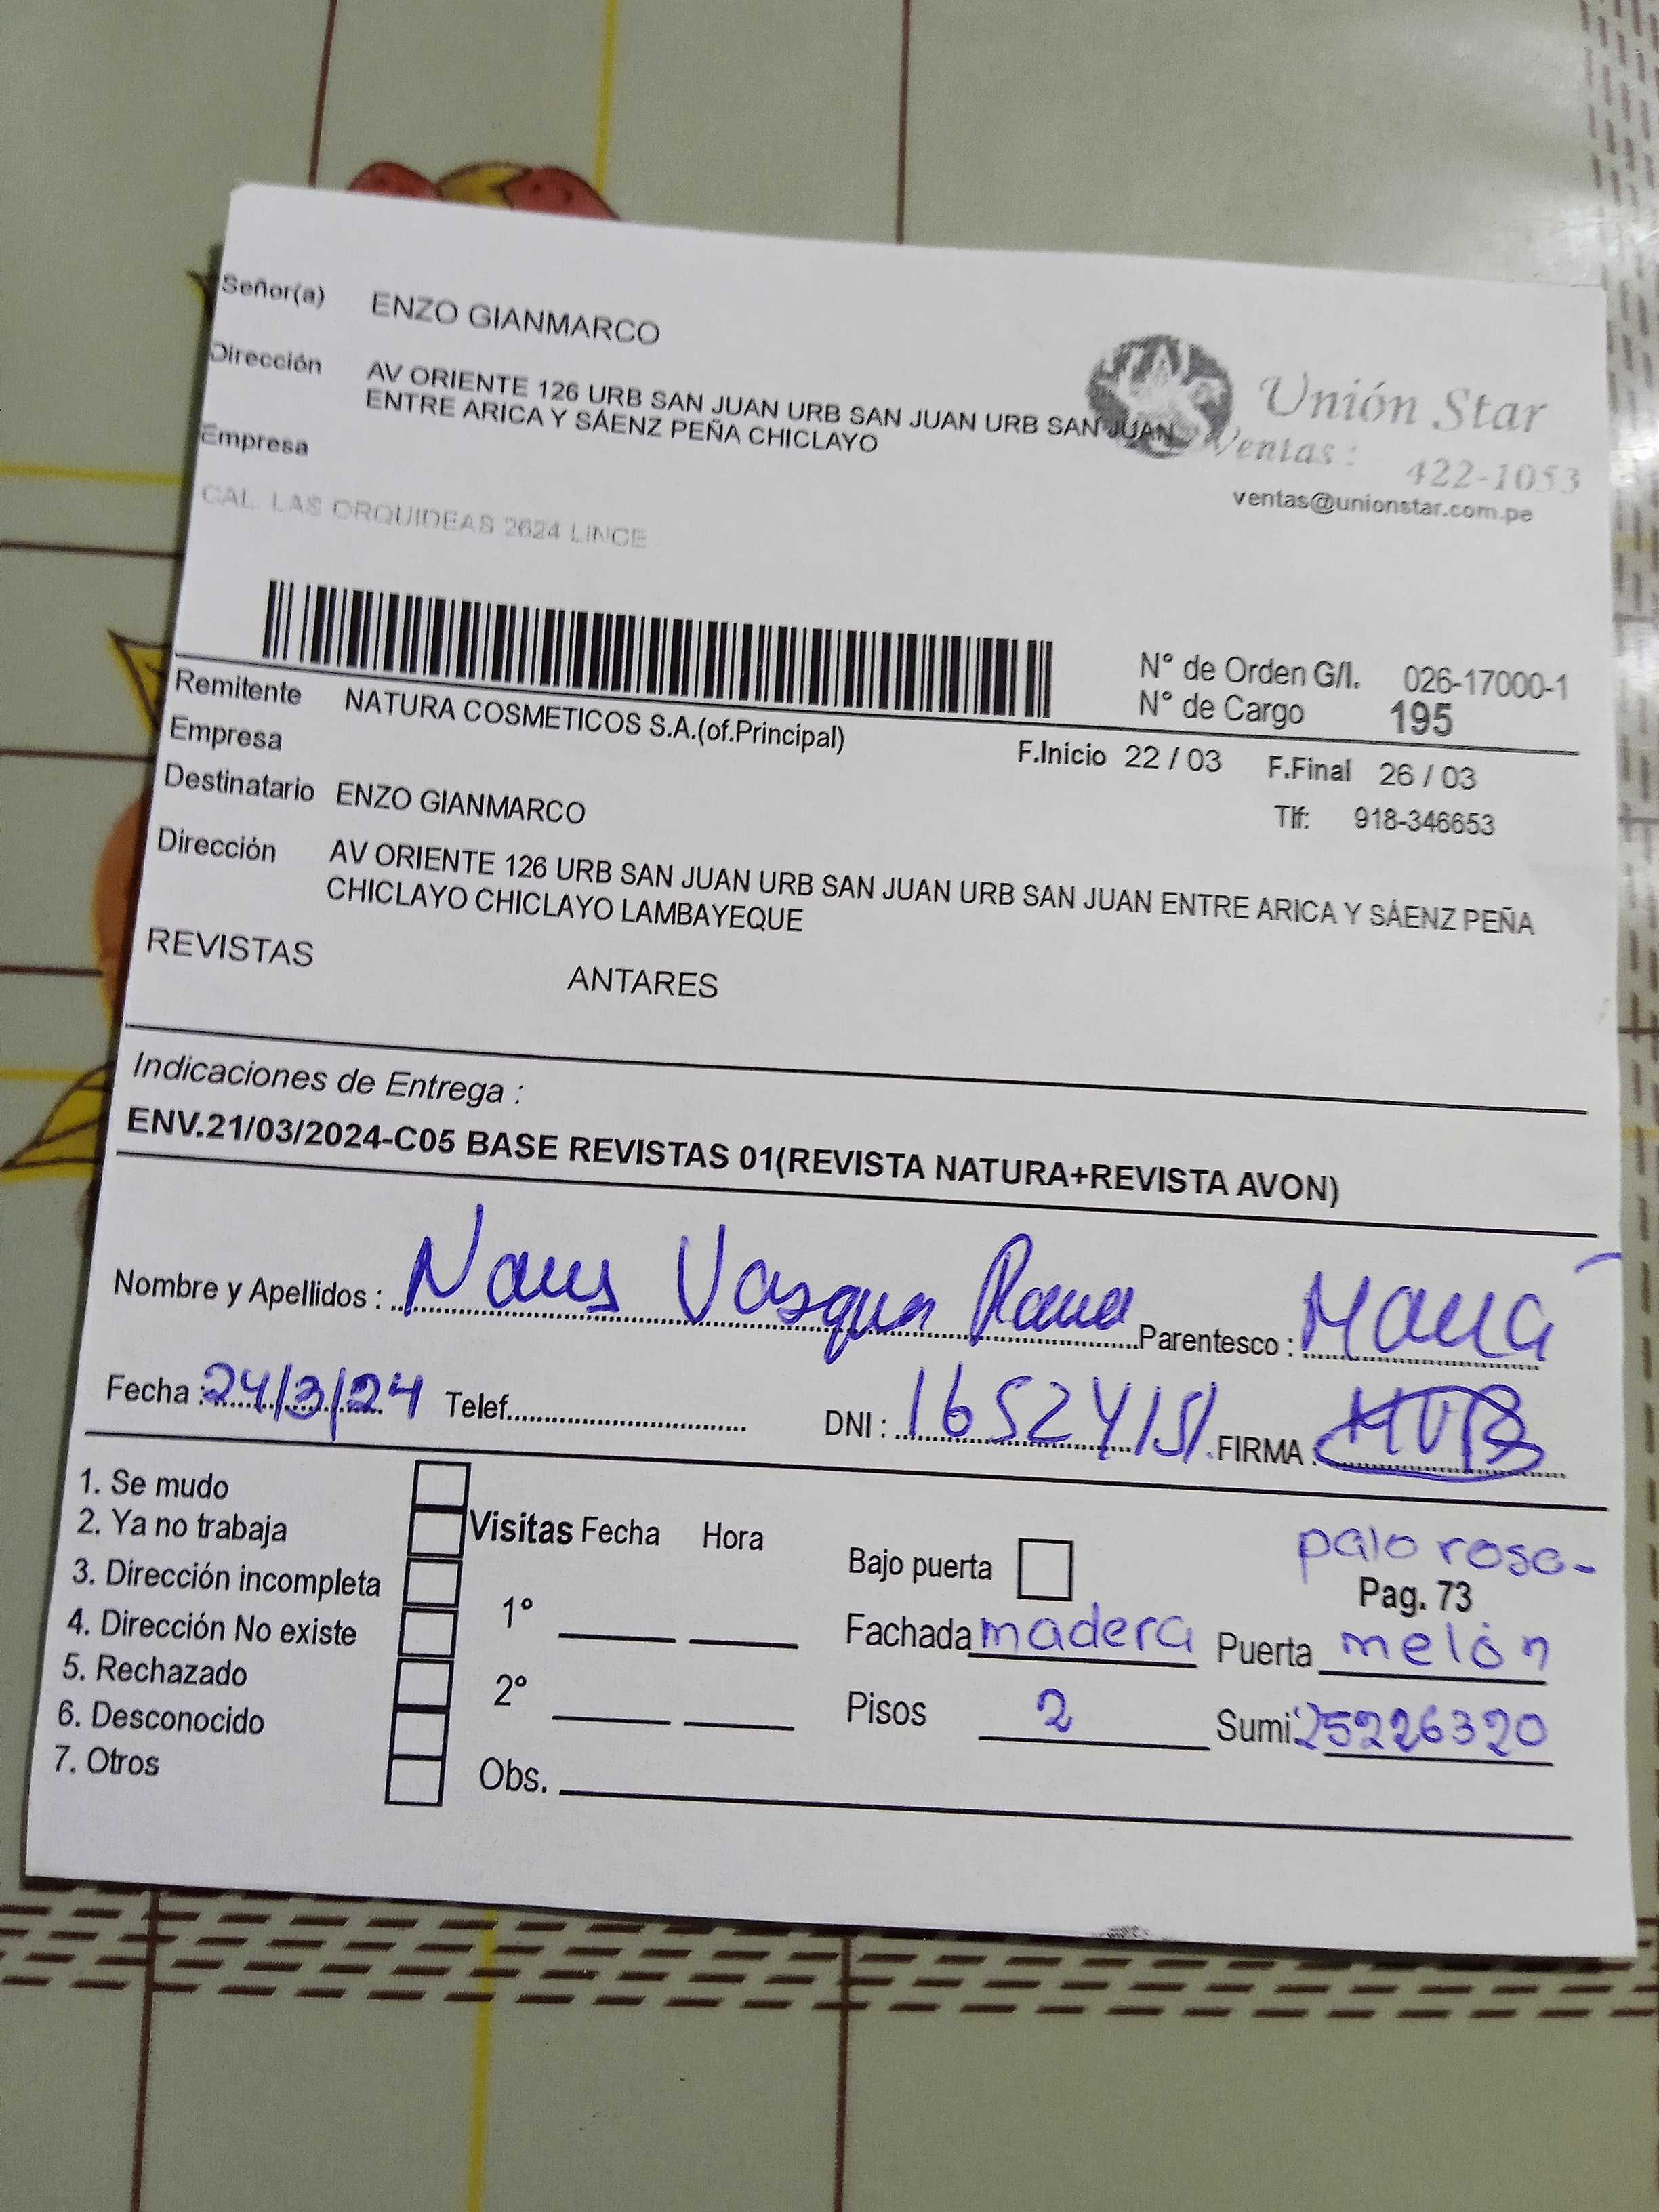 Señor(a) ENZO GIANMARCO
Dirección AV ORIENTE 126 URB SAN JUAN URB SAN JUAN URB SAN JUAN
ENTRE ARICA Y SÁENZ PEÑA CHICLAYO
Empresa
Unión Star
Ventas : 422-1053
ventas@unionstar.com.pe
CAL. LAS ORQUIDEAS 2624 LINCE
N° de Orden G/I. 026-17000-1
N° de Cargo 195
Remitente NATURA COSMETICOS S.A.(of.Principal)
Empresa F.Inicio 22 / 03 F.Final 26 / 03
Destinatario ENZO GIANMARCO Tlf: 918-346653
Dirección AV ORIENTE 126 URB SAN JUAN URB SAN JUAN URB SAN JUAN ENTRE ARICA Y SÁENZ PEÑA
CHICLAYO CHICLAYO LAMBAYEQUE
REVISTAS ANTARES
Indicaciones de Entrega :
ENV.21/03/2024-C05 BASE REVISTAS 01(REVISTA NATURA+REVISTA AVON)
Nombre y Apellidos : Parentesco : Mamá
Fecha : 24/3/24 Telef. DNI : FIRMA :
1. Se mudo
2. Ya no trabaja
3. Dirección incompleta
4. Dirección No existe
5. Rechazado
6. Desconocido
7. Otros
Visitas Fecha Hora
1°
2°
Obs.
Bajo puerta
palo rosa-
Pag. 73
Fachada madera Puerta melón
Pisos 2 Sumi: 25226320